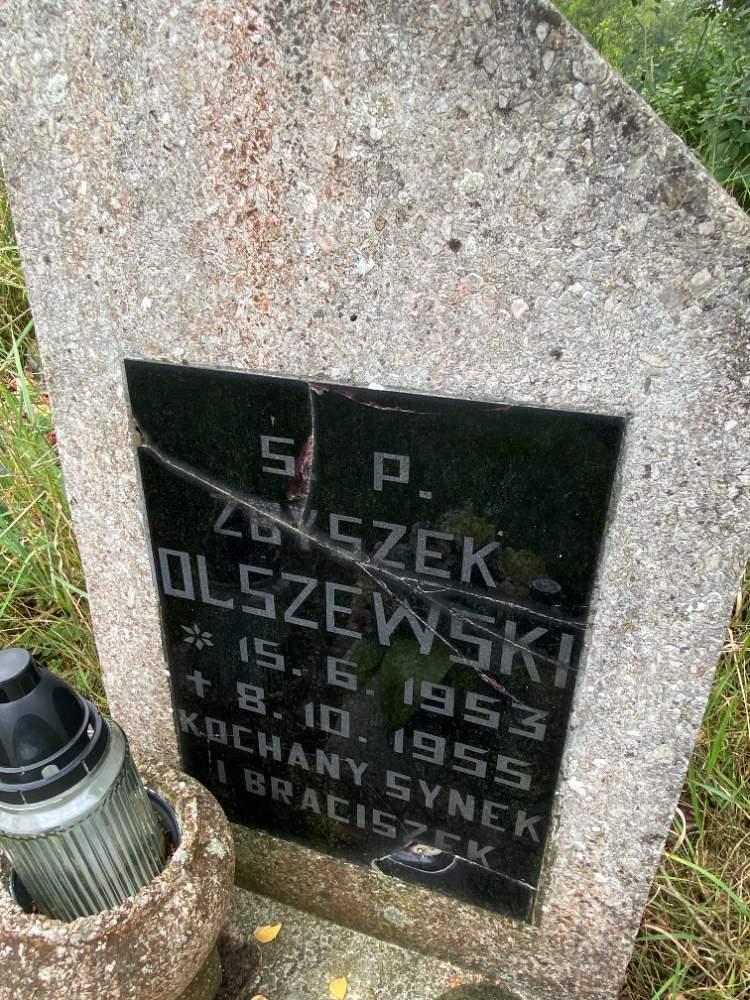 S P.
ZBYSZEK
OLSZEWSKI
* 15. 6. 1953
+ 8. 10. 1955
KOCHANY SYNEK
I BRACISZEK